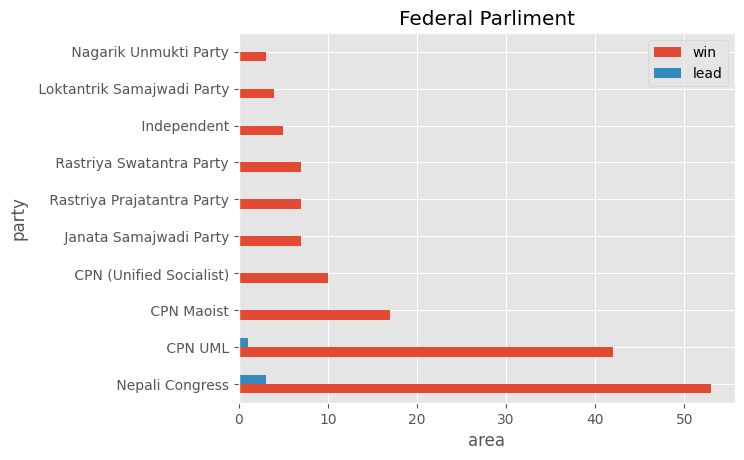 Federal Parliment
win
lead
party
Nagarik Unmukti Party
Loktantrik Samajwadi Party
Independent
Rastriya Swatantra Party
Rastriya Prajatantra Party
Janata Samajwadi Party
CPN (Unified Socialist)
CPN Maoist
CPN UML
Nepali Congress
0 10 20 30 40 50
area